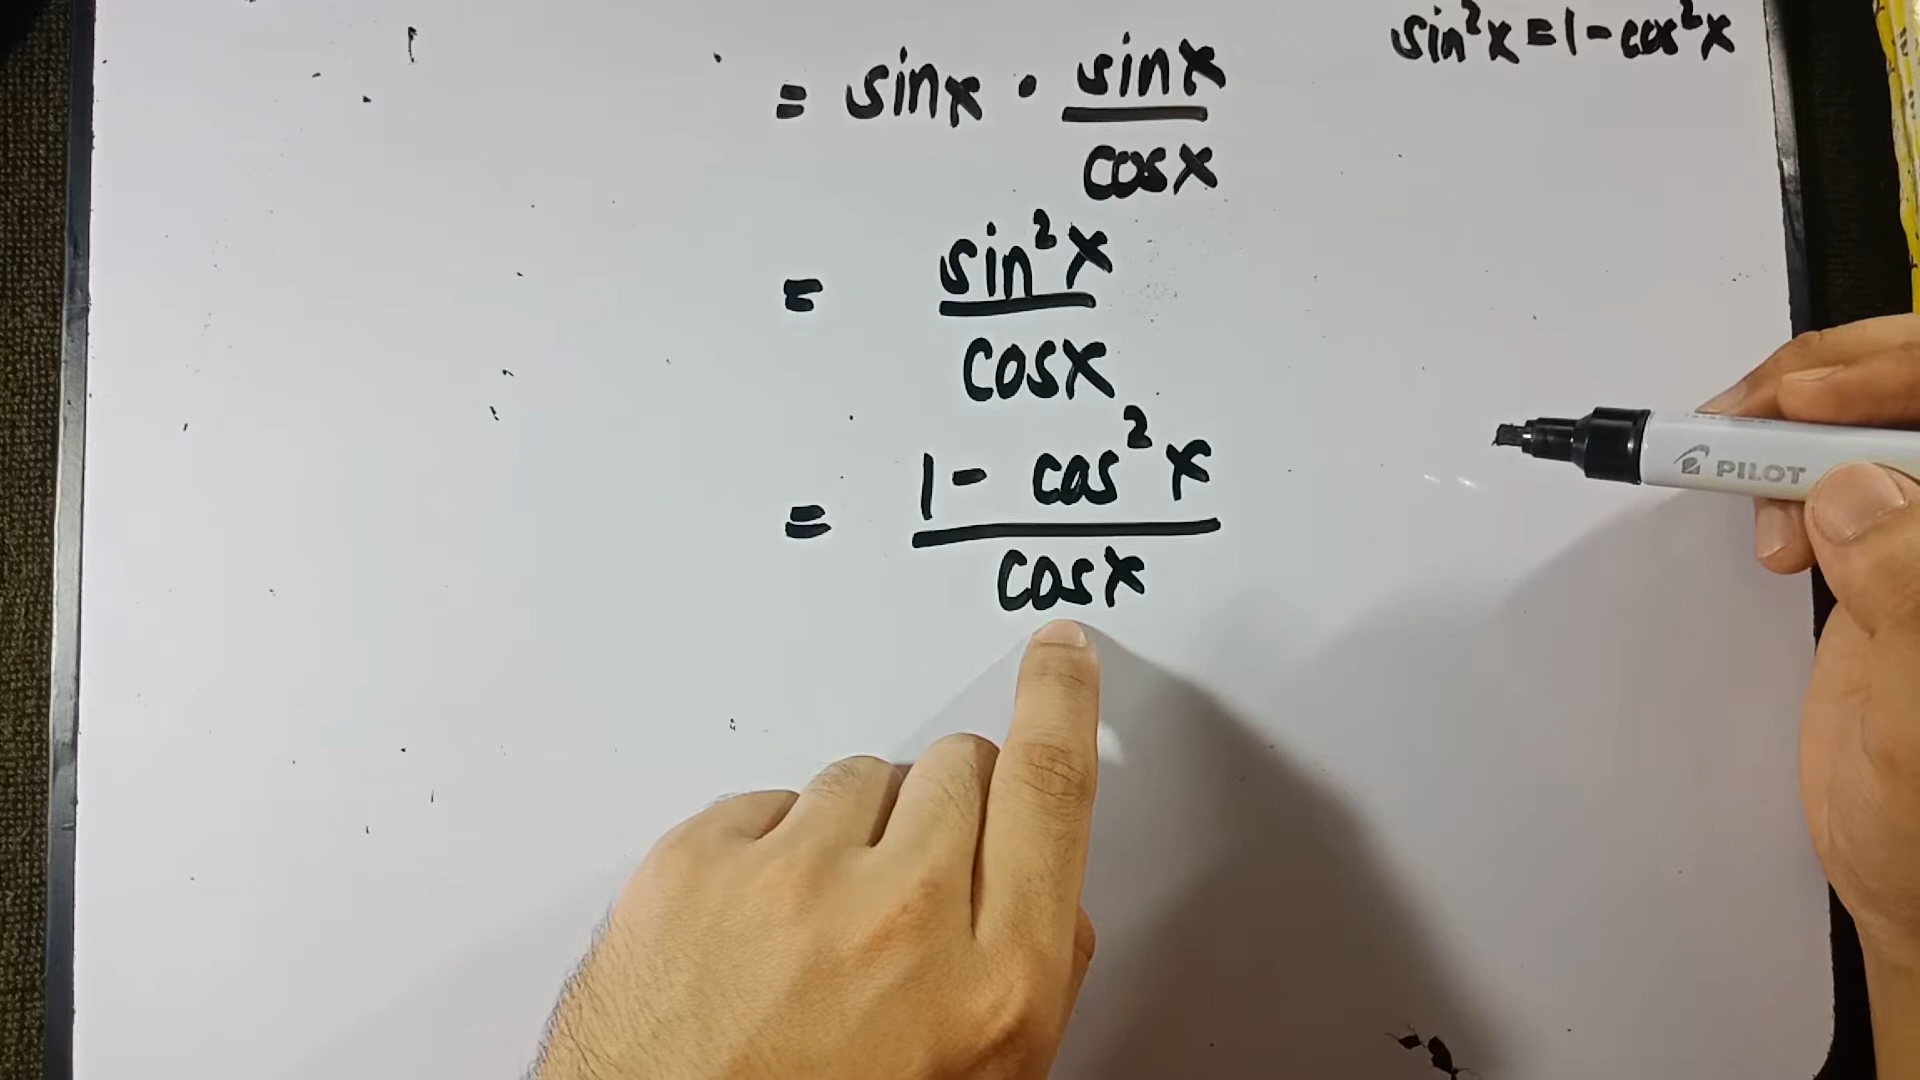 sin²x = 1 - cos²x
= sinx · sinx
cosx
= sin²x
cosx
= 1 - cos²x
cosx
PILOT